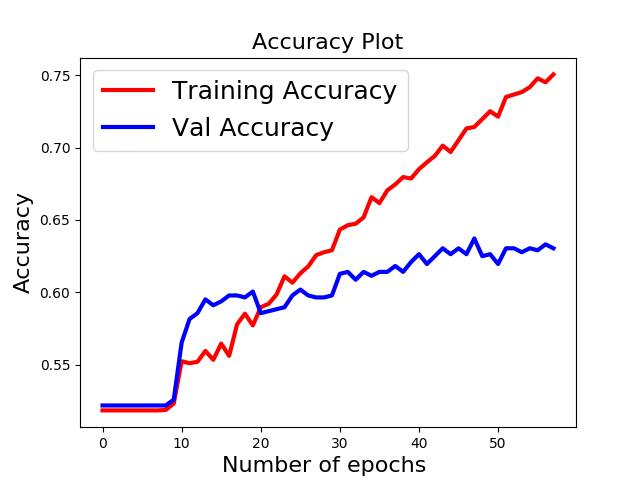 Accuracy Plot
Training Accuracy
Val Accuracy
Accuracy
0.75
0.70
0.65
0.60
0.55
0 10 20 30 40 50
Number of epochs